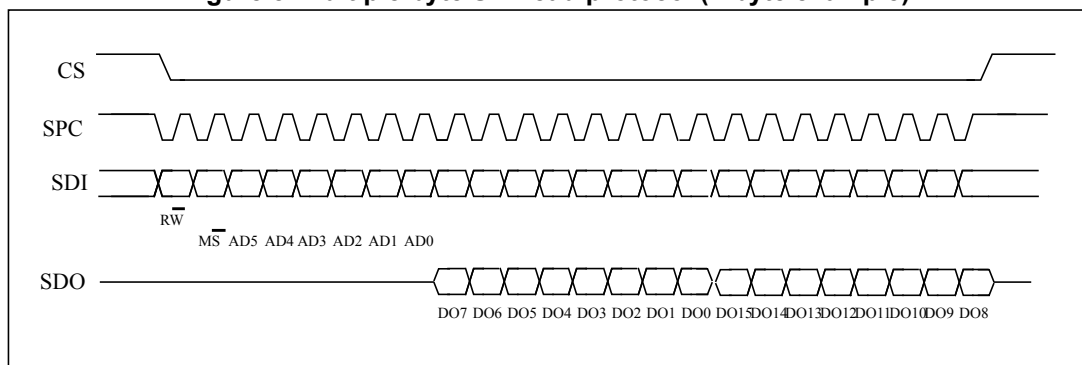 CS
SPC
SDI
RW
MS AD5 AD4 AD3 AD2 AD1 AD0
SDO
DO7 DO6 DO5 DO4 DO3 DO2 DO1 DO0 DO15 DO14 DO13 DO12 DO11 DO10 DO9 DO8